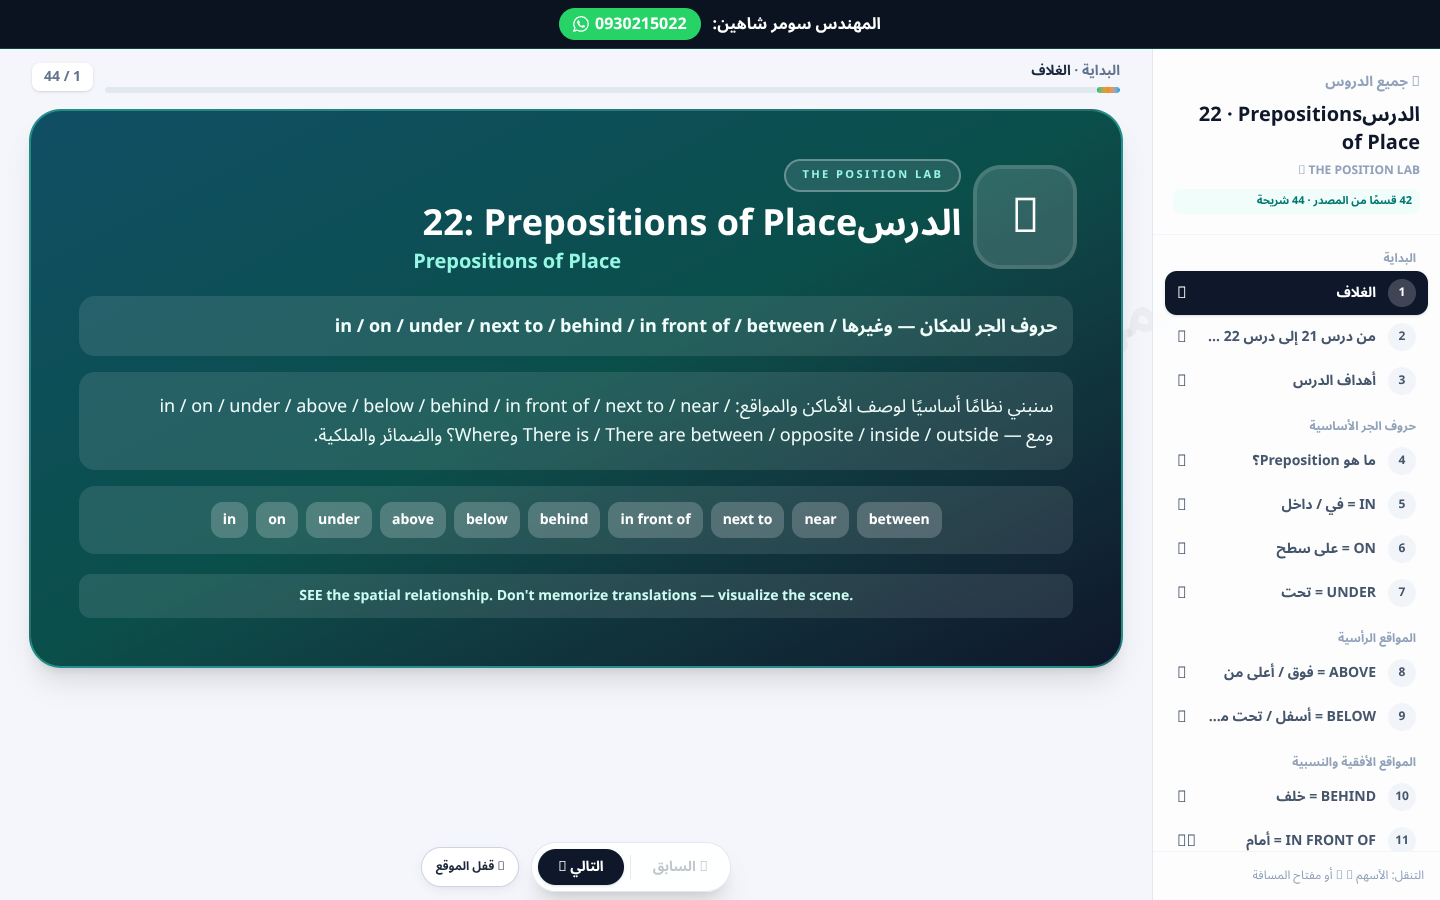 المهندس سومر شاهين: 0930215022
جميع الدروس
الدرس22 · Prepositions
of Place
THE POSITION LAB
42 قسمًا من المصدر · 44 شريحة
البداية
1 الغلاف
2 من درس 21 إلى درس 22 ...
3 أهداف الدرس
حروف الجر الأساسية
4 ما هو Preposition؟
5 IN = في / داخل
6 ON = على سطح
7 UNDER = تحت
المواقع الرأسية
8 ABOVE = فوق / أعلى من
9 BELOW = أسفل / تحت مـ...
المواقع الأفقية والنسبية
10 BEHIND = خلف
11 IN FRONT OF = أمام
التنقل: الأسهم أو مفتاح المسافة
البداية · الغلاف
44 / 1
THE POSITION LAB
الدرس22: Prepositions of Place
Prepositions of Place
حروف الجر للمكان — وغيرها / in / on / under / next to / behind / in front of / between
سنبني نظامًا أساسيًا لوصف الأماكن والمواقع: in / on / under / above / below / behind / in front of / next to / near /
between / opposite / inside / outside — ومع There is / There are وWhere؟ والضمائر والملكية.
in on under above below behind in front of next to near between
SEE the spatial relationship. Don't memorize translations — visualize the scene.
السابق
التالي
قفل الموقع